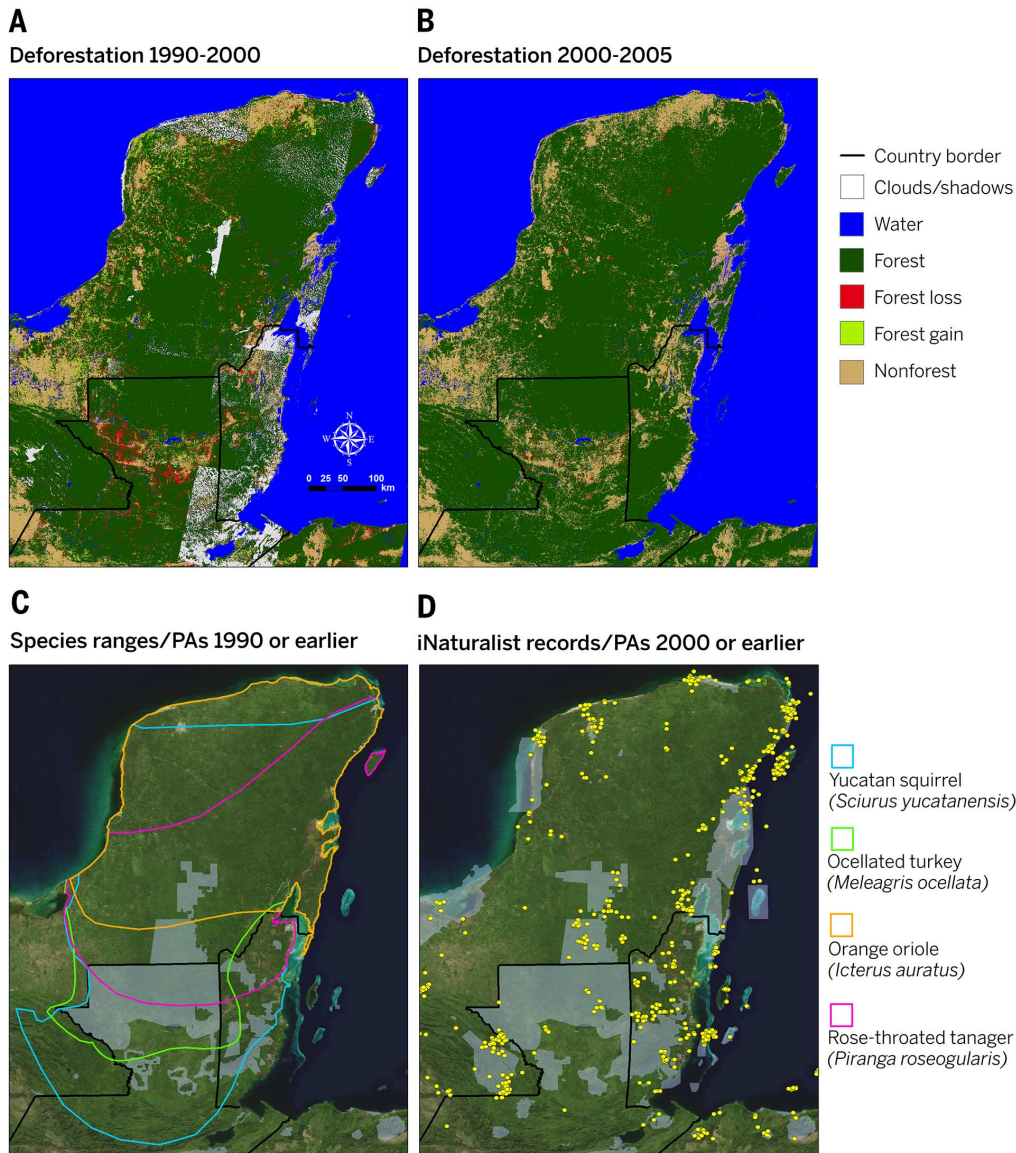 A
Deforestation 1990-2000
B
Deforestation 2000-2005
Country border
Clouds/shadows
Water
Forest
Forest loss
Forest gain
Nonforest
N
W E
S
0 25 50 100
km
C
Species ranges/PAs 1990 or earlier
D
iNaturalist records/PAs 2000 or earlier
Yucatan squirrel
(Sciurus yucatanensis)
Ocellated turkey
(Meleagris ocellata)
Orange oriole
(Icterus auratus)
Rose-throated tanager
(Piranga roseogularis)